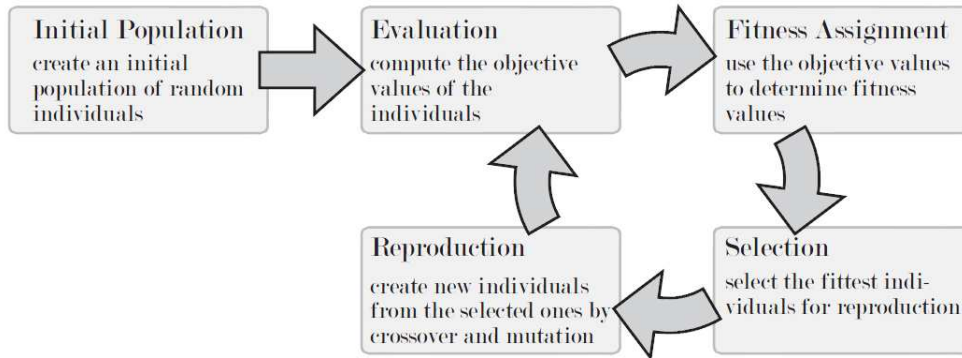 Initial Population
create an initial
population of random
individuals
Evaluation
compute the objective
values of the
individuals
Fitness Assignment
use the objective values
to determine fitness
values
Reproduction
create new individuals
from the selected ones by
crossover and mutation
Selection
select the fittest indi-
viduals for reproduction